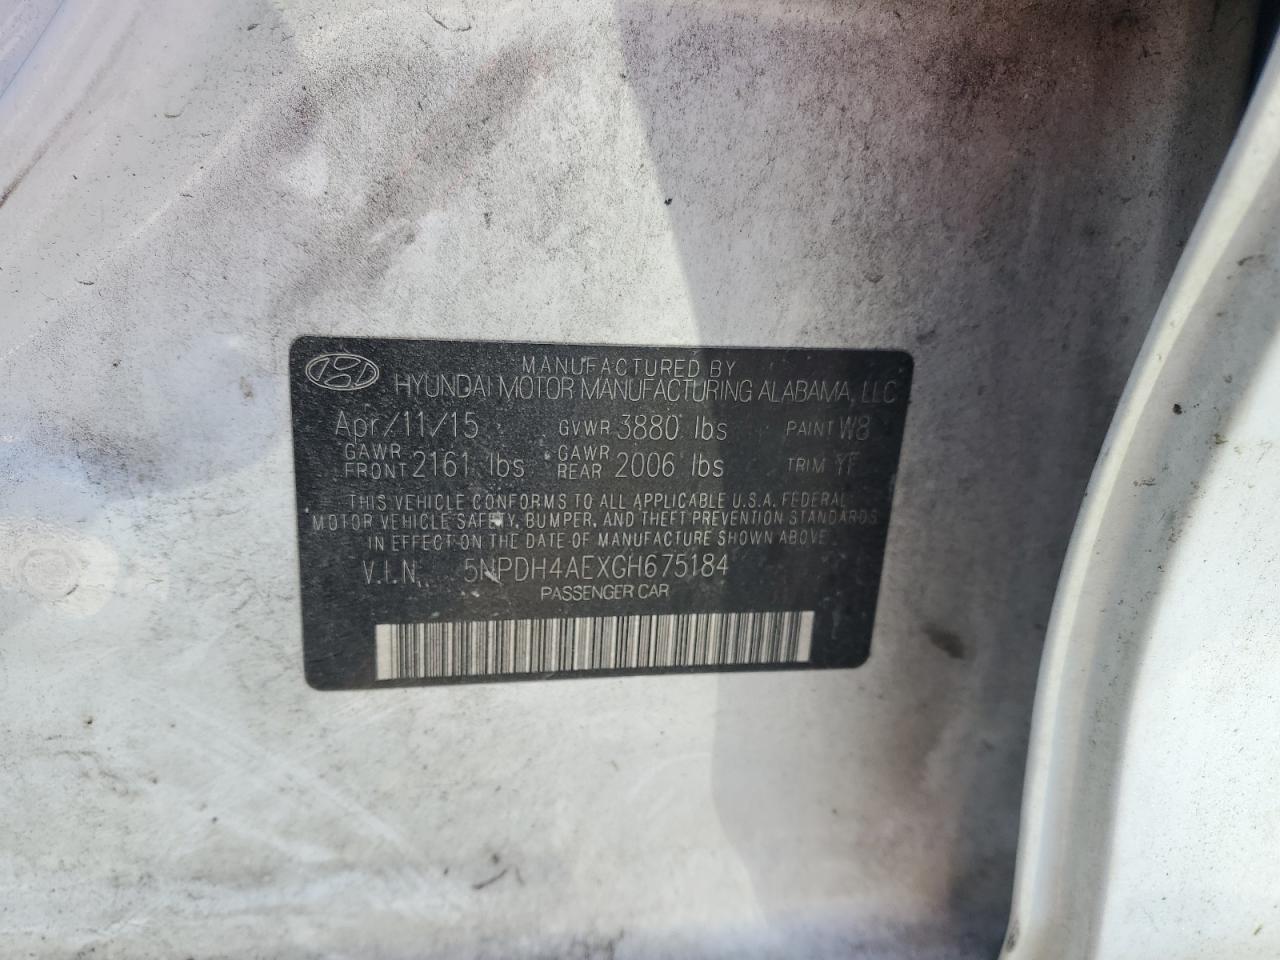 MANUFACTURED BY
HYUNDAI MOTOR MANUFACTURING ALABAMA, LLC
Apr/11/15 GVWR 3880 lbs PAINT W8
GAWR FRONT 2161 lbs GAWR REAR 2006 lbs TRIM YF
THIS VEHICLE CONFORMS TO ALL APPLICABLE U.S.A. FEDERAL
MOTOR VEHICLE SAFETY, BUMPER, AND THEFT PREVENTION STANDARDS
IN EFFECT ON THE DATE OF MANUFACTURE SHOWN ABOVE.
V.I.N. 5NPDH4AEXGH675184
PASSENGER CAR